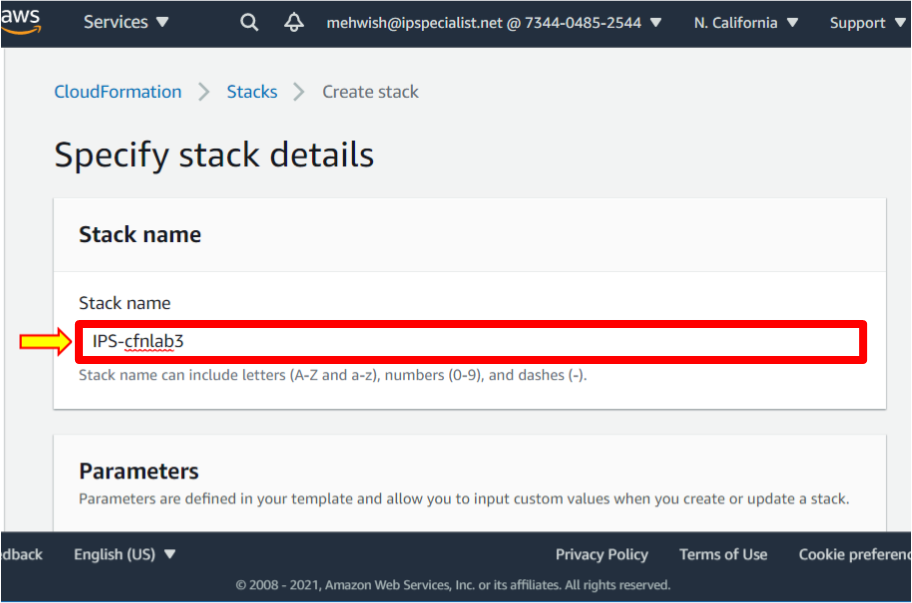 aws Services mehwish@ipspecialist.net @ 7344-0485-2544 N. California Support
CloudFormation > Stacks > Create stack
Specify stack details
Stack name
Stack name
IPS-cfnlab3
Stack name can include letters (A-Z and a-z), numbers (0-9), and dashes (-).
Parameters
Parameters are defined in your template and allow you to input custom values when you create or update a stack.
edback English (US) Privacy Policy Terms of Use Cookie preferenc
© 2008 - 2021, Amazon Web Services, Inc. or its affiliates. All rights reserved.